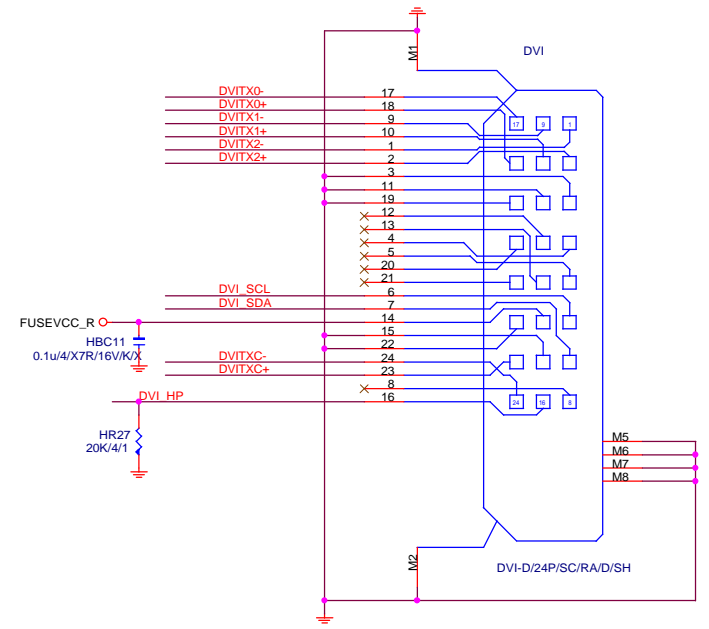 M1
DVI
DVITX0- 17
DVITX0+ 18
DVITX1- 9
DVITX1+ 10
DVITX2- 1
DVITX2+ 2
3
11
19
12
13
4
5
20
21
DVI_SCL 6
DVI_SDA 7
FUSEVCC_R 14
15
22
HBC11
0.1u/4/X7R/16V/K/X
DVITXC- 24
DVITXC+ 23
8
DVI_HP 16
HR27
20K/4/1
17 9 1
24 16 8
M5
M6
M7
M8
M2
DVI-D/24P/SC/RA/D/SH